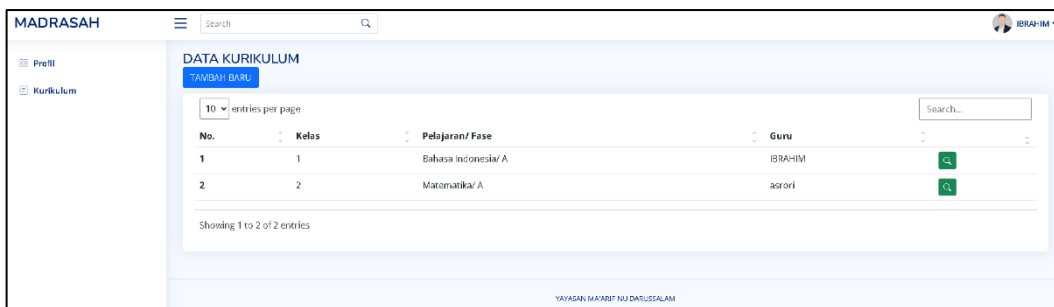 MADRASAH Search IBRAHIM
Profil
Kurikulum
DATA KURIKULUM
TAMBAH BARU
10 entries per page Search...
No. Kelas Pelajaran/ Fase Guru
1 1 Bahasa Indonesia/ A IBRAHIM
2 2 Matematika/ A asrori
Showing 1 to 2 of 2 entries
YAYASAN MA'ARIF NU DARUSSALAM